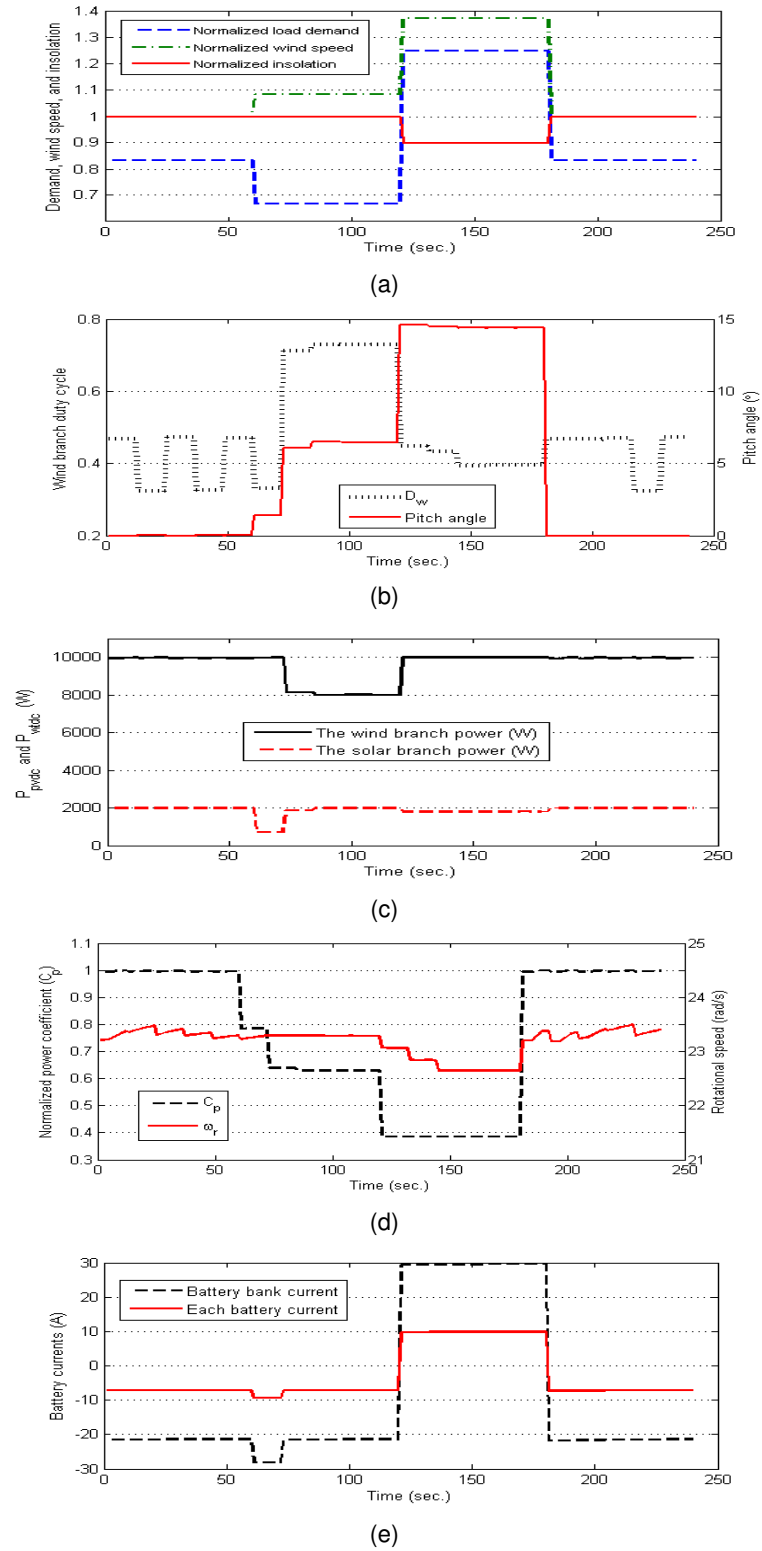 1.4
1.3
1.2
1.1
1
0.9
0.8
0.7
Demand, wind speed, and insolation
Normalized load demand
Normalized wind speed
Normalized insolation
0 50 100 150 200 250
Time (sec.)
(a)
0.8
0.6
0.4
0.2
Wind branch duty cycle
15
10
5
0
Pitch angle (º)
D_w
Pitch angle
0 50 100 150 200 250
Time (sec.)
(b)
10000
8000
6000
4000
2000
0
P_pvdc and P_wtdc (W)
The wind branch power (W)
The solar branch power (W)
0 50 100 150 200 250
Time (sec.)
(c)
1.1
1
0.9
0.8
0.7
0.6
0.5
0.4
0.3
Normalized power coefficient (C_p)
25
24
23
22
21
Rotational speed (rad/s)
C_p
ω_r
0 50 100 150 200 250
Time (sec.)
(d)
30
20
10
0
-10
-20
-30
Battery currents (A)
Battery bank current
Each battery current
0 50 100 150 200 250
Time (sec.)
(e)